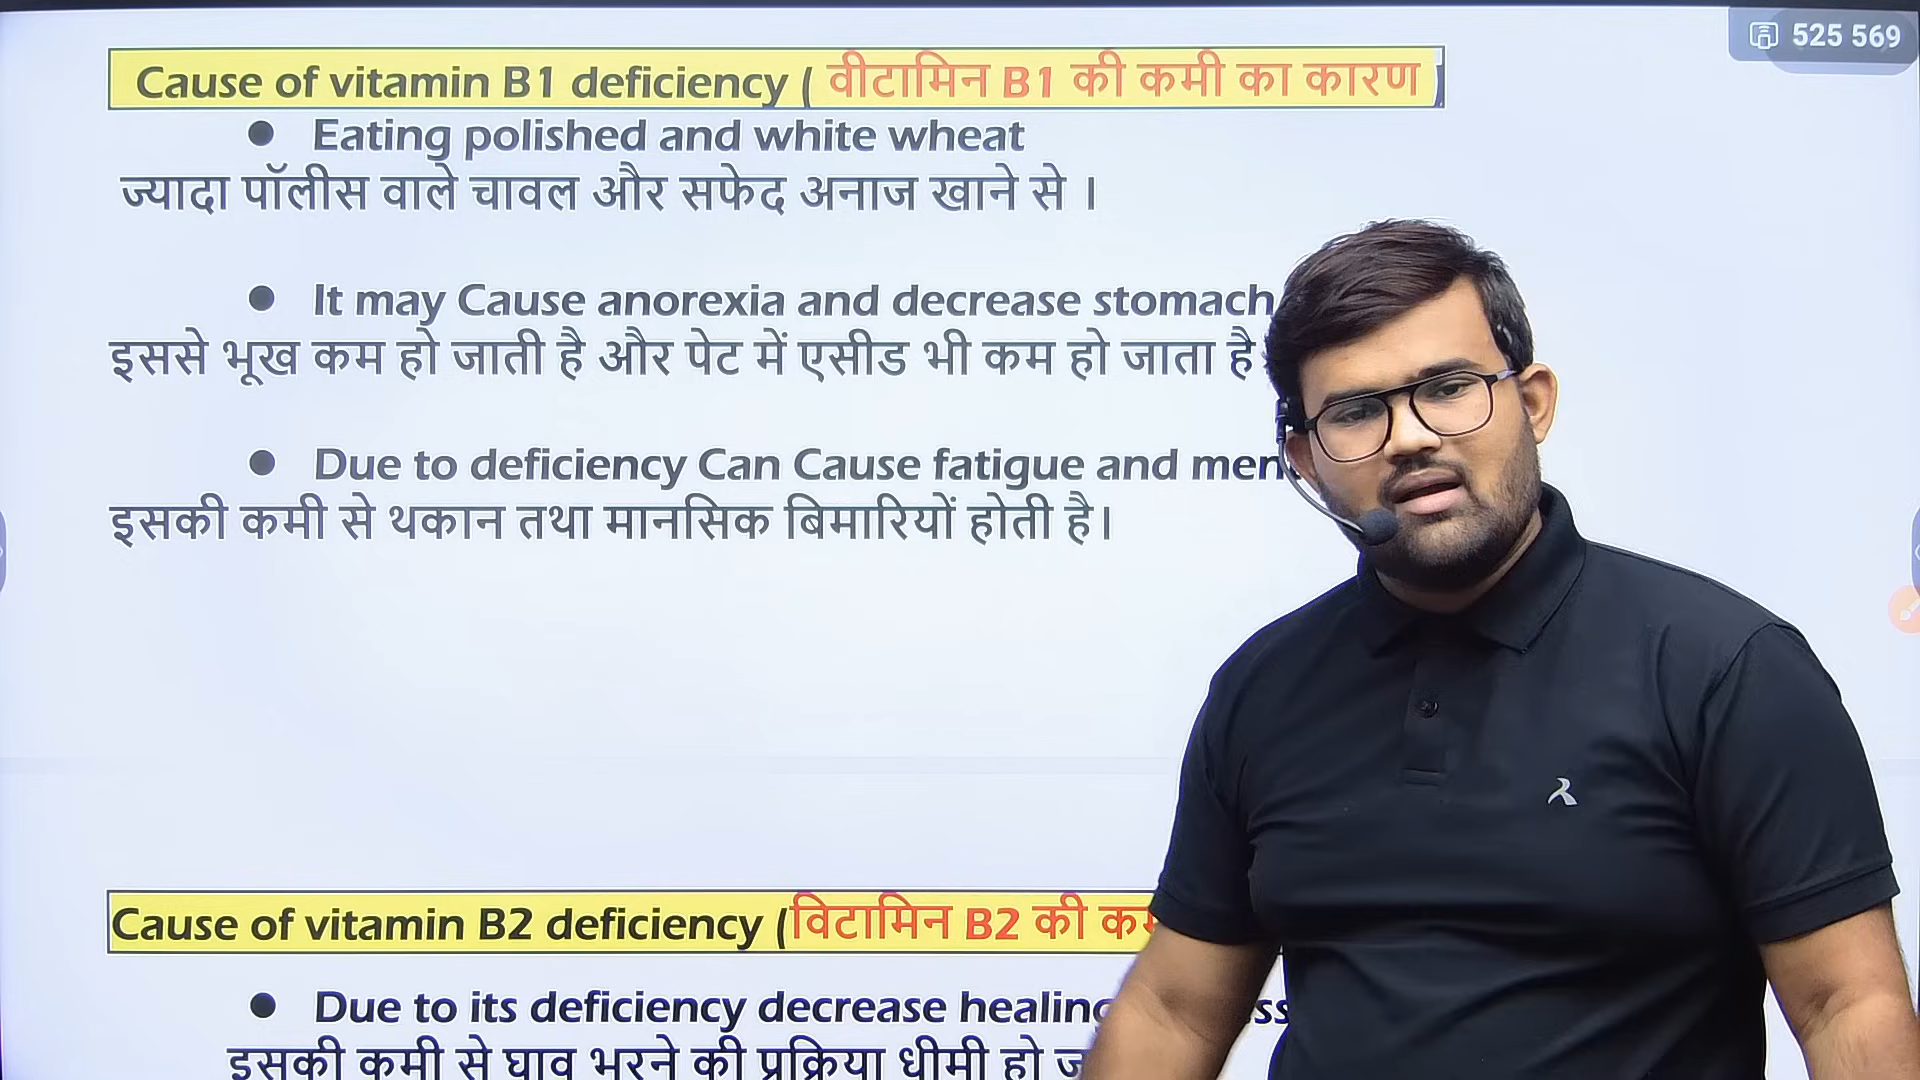 525 569
Cause of vitamin B1 deficiency ( वीटामिन B1 की कमी का कारण )
● Eating polished and white wheat
ज्यादा पॉलीस वाले चावल और सफेद अनाज खाने से ।
● It may Cause anorexia and decrease stomach
इससे भूख कम हो जाती है और पेट में एसीड भी कम हो जाता है
● Due to deficiency Can Cause fatigue and
इसकी कमी से थकान तथा मानसिक बिमारियों होती है।
Cause of vitamin B2 deficiency (विटामिन B2 की
● Due to its deficiency decrease healing
इसकी कमी से घाव भरने की प्रक्रिया धीमी हो